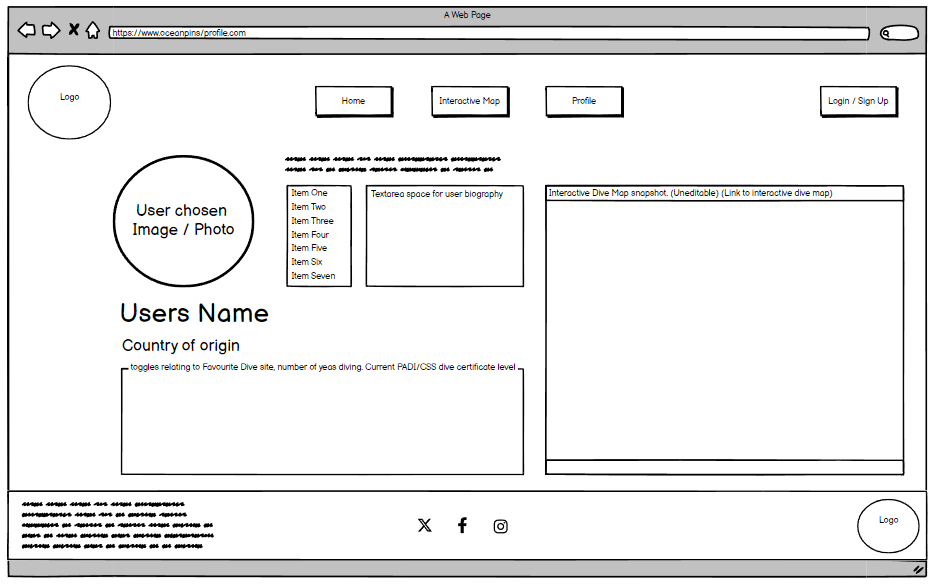 A Web Page
https://www.oceanpins/profile.com
Logo
Home
Interactive Map
Profile
Login / Sign Up
User chosen
Image / Photo
Item One
Item Two
Item Three
Item Four
Item Five
Item Six
Item Seven
Textarea space for user biography
Interactive Dive Map snapshot. (Uneditable) (Link to interactive dive map)
Users Name
Country of origin
toggles relating to Favourite Dive site, number of yeas diving. Current PADI/CSS dive certificate level
Logo